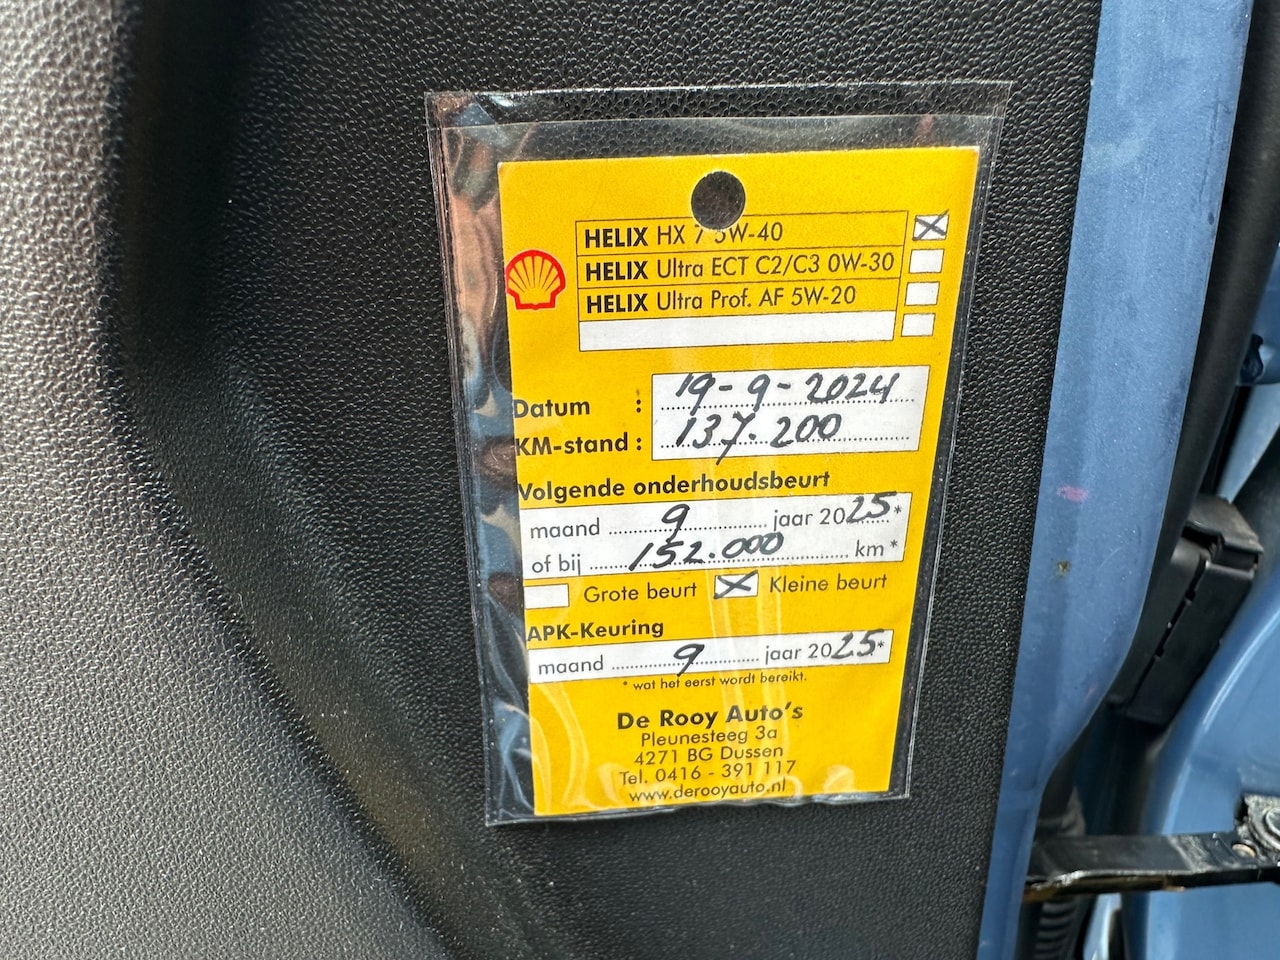 HELIX HX 7 5W-40
HELIX Ultra ECT C2/C3 0W-30
HELIX Ultra Prof. AF 5W-20
Datum : 19-9-2024
KM-stand : 137.200
Volgende onderhoudsbeurt
maand 9 jaar 2025*
of bij 152.000 km*
Grote beurt Kleine beurt
APK-Keuring
maand 9 jaar 2025*
* wat het eerst wordt bereikt.
De Rooy Auto's
Pleunesteeg 3a
4271 BG Dussen
Tel. 0416 - 391 117
www.derooyauto.nl